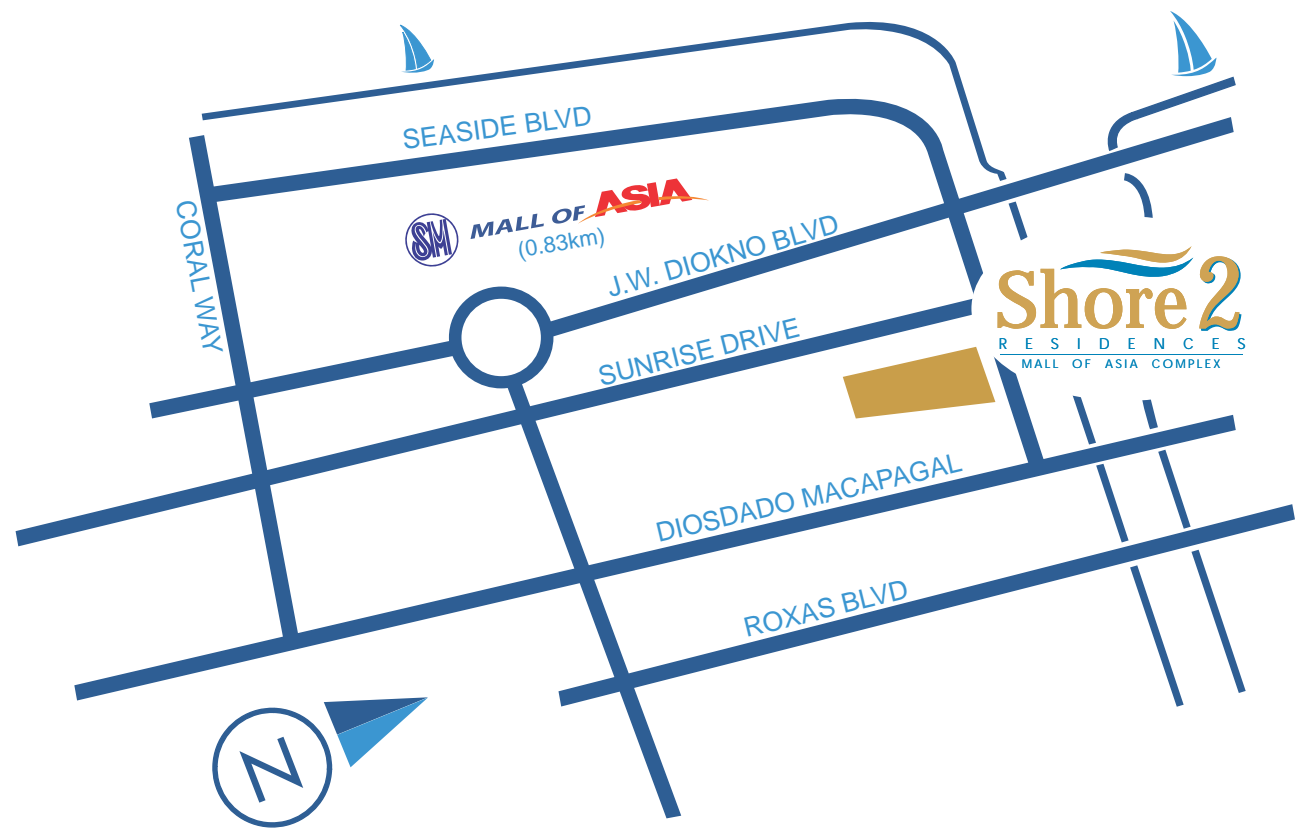 SEASIDE BLVD
CORAL WAY
SM MALL OF ASIA
(0.83km)
J.W. DIOKNO BLVD
SUNRISE DRIVE
Shore 2
RESIDENCES
MALL OF ASIA COMPLEX
DIOSDADO MACAPAGAL
ROXAS BLVD
N